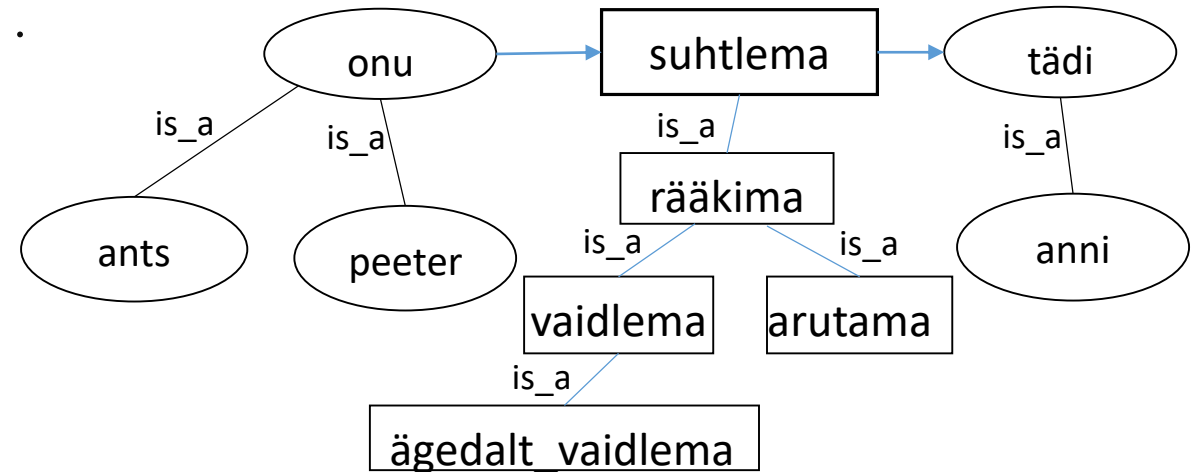 onu
suhtlema
tädi
is_a
is_a
is_a
is_a
ants
peeter
rääkima
anni
is_a
is_a
vaidlema
arutama
is_a
ägedalt_vaidlema